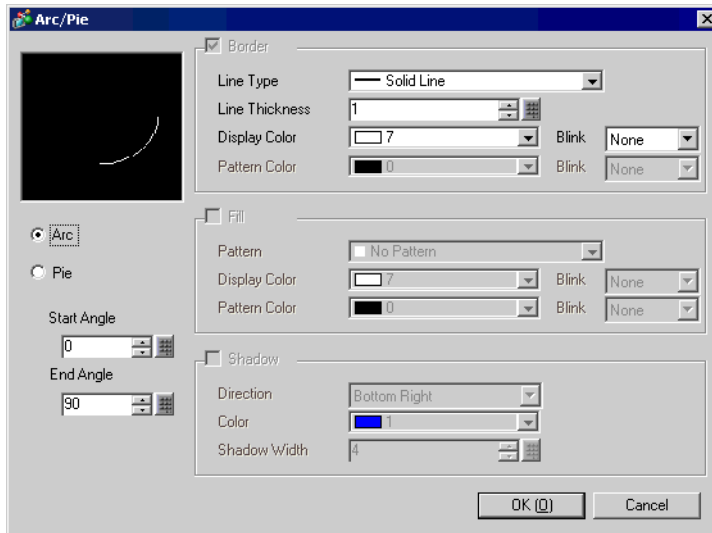 Arc/Pie
Border
Line Type Solid Line
Line Thickness 1
Display Color 7 Blink None
Pattern Color 0 Blink None
Fill
Arc
Pattern No Pattern
Pie
Display Color 7 Blink None
Pattern Color 0 Blink None
Start Angle
0
Shadow
End Angle
90
Direction Bottom Right
Color 1
Shadow Width 4
OK (O) Cancel